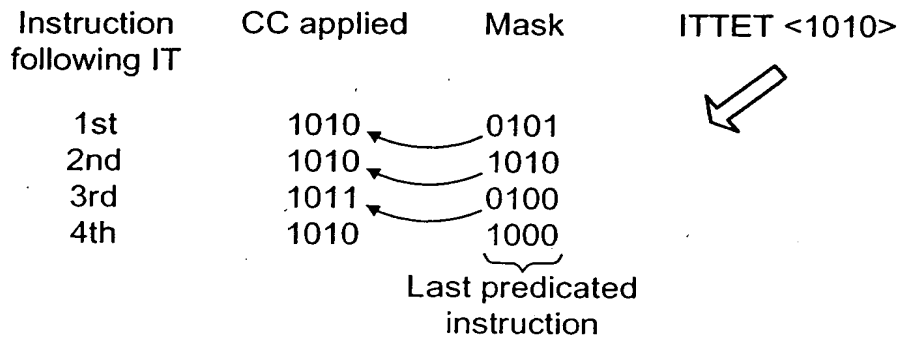 Instruction CC applied Mask ITTET <1010>
following IT
1st 1010 0101
2nd 1010 1010
3rd 1011 0100
4th 1010 1000
Last predicated
instruction